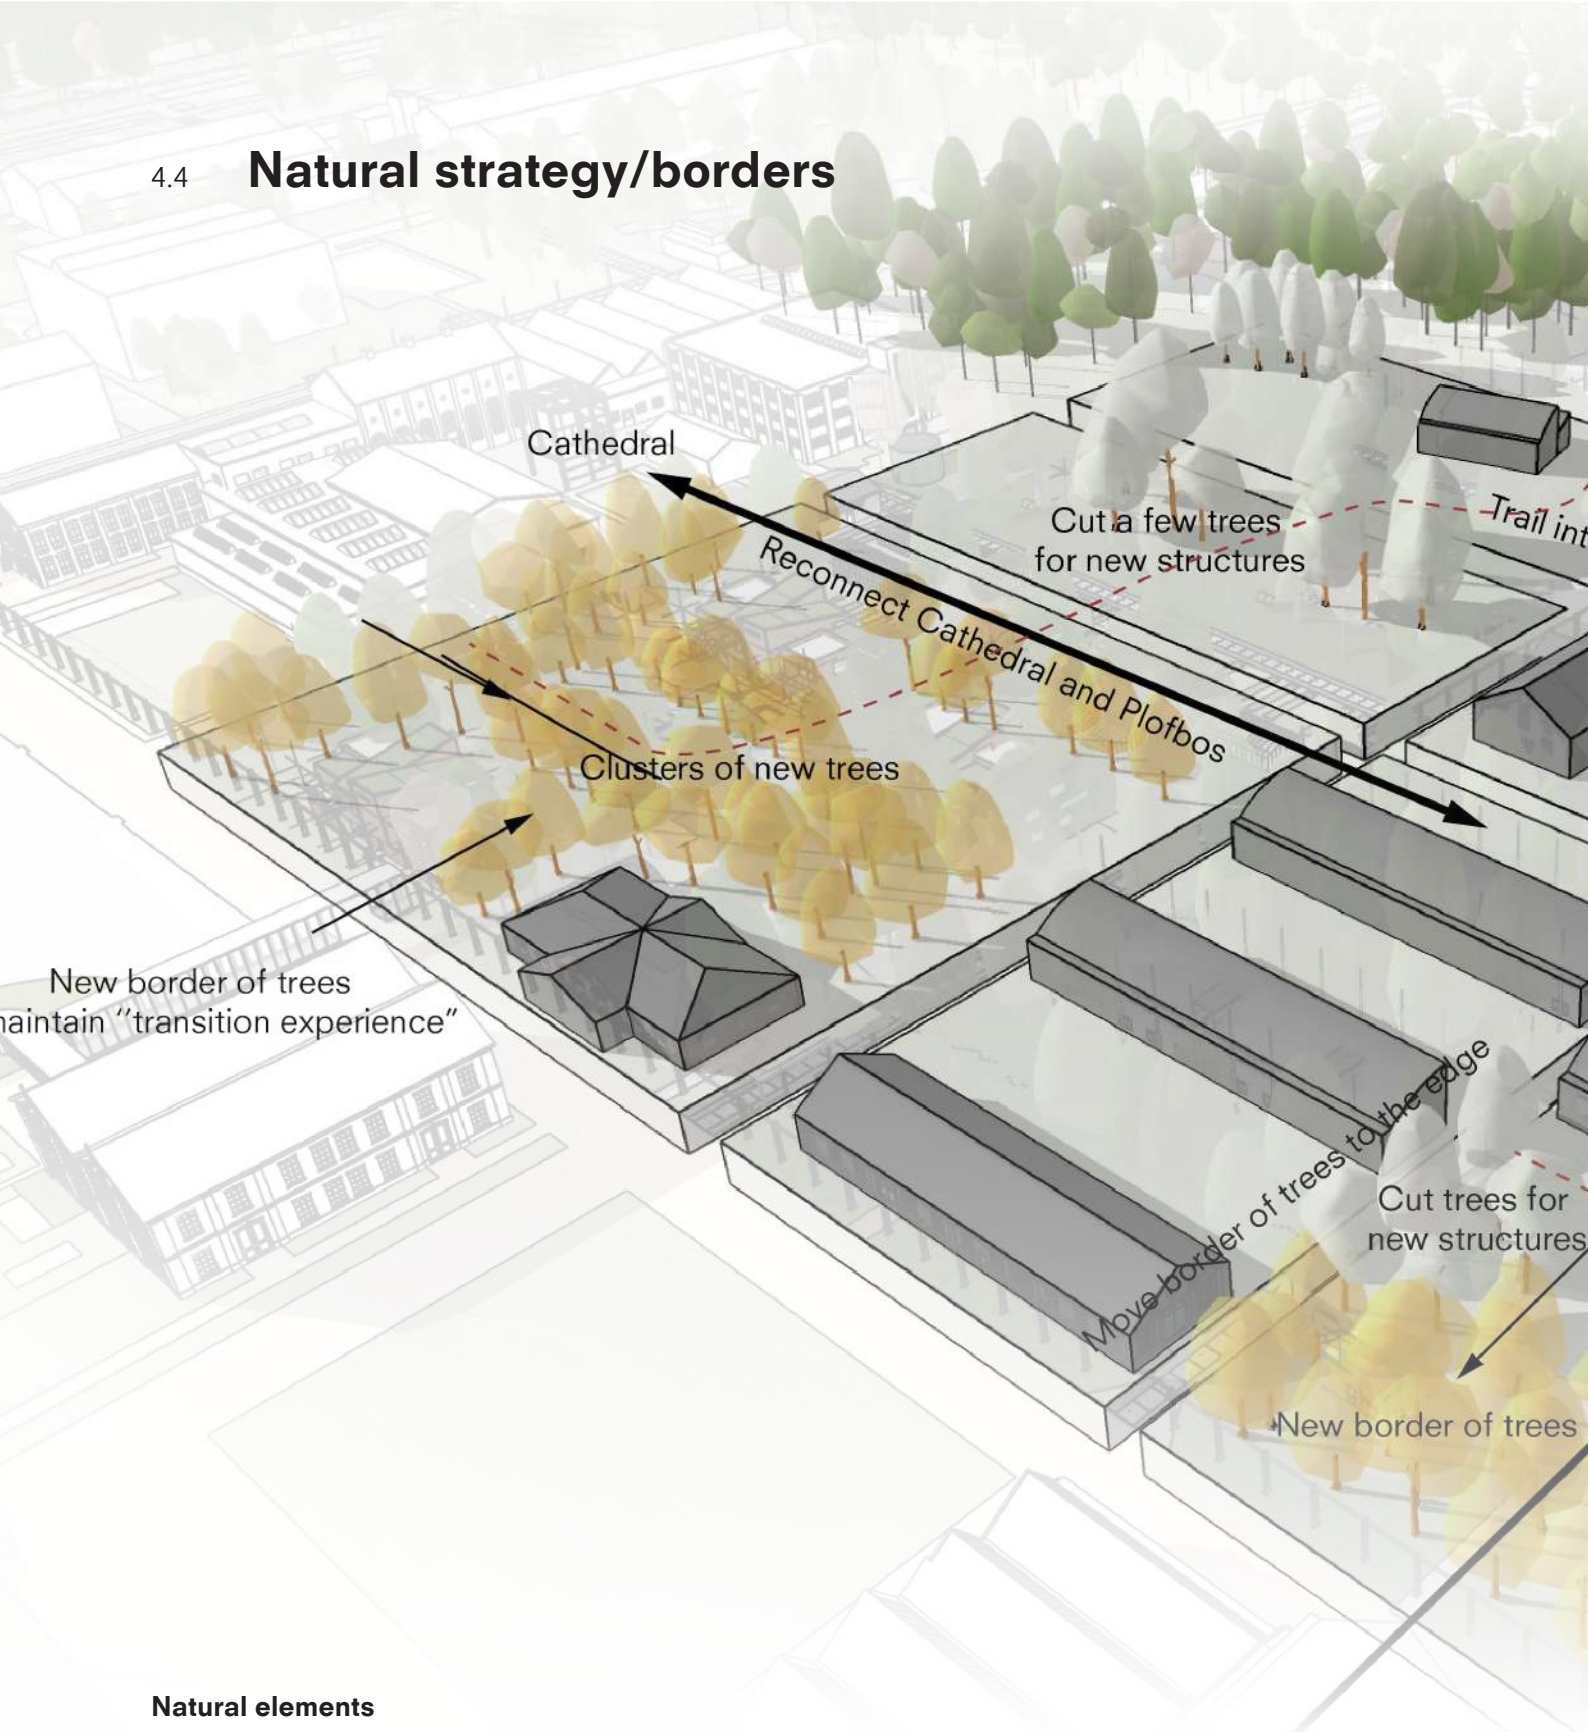 4.4 Natural strategy/borders
Cathedral
Cut a few trees
for new structures
Trail int
Reconnect Cathedral and Plofbos
Clusters of new trees
New border of trees
aintain “transition experience”
Move border of trees to the edge
Cut trees for
new structures
New border of trees
Natural elements